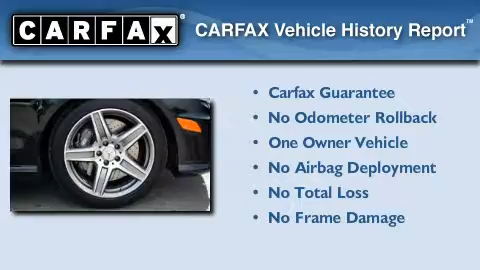 CARFAX® CARFAX Vehicle History Report™
• Carfax Guarantee
• No Odometer Rollback
• One Owner Vehicle
• No Airbag Deployment
• No Total Loss
• No Frame Damage